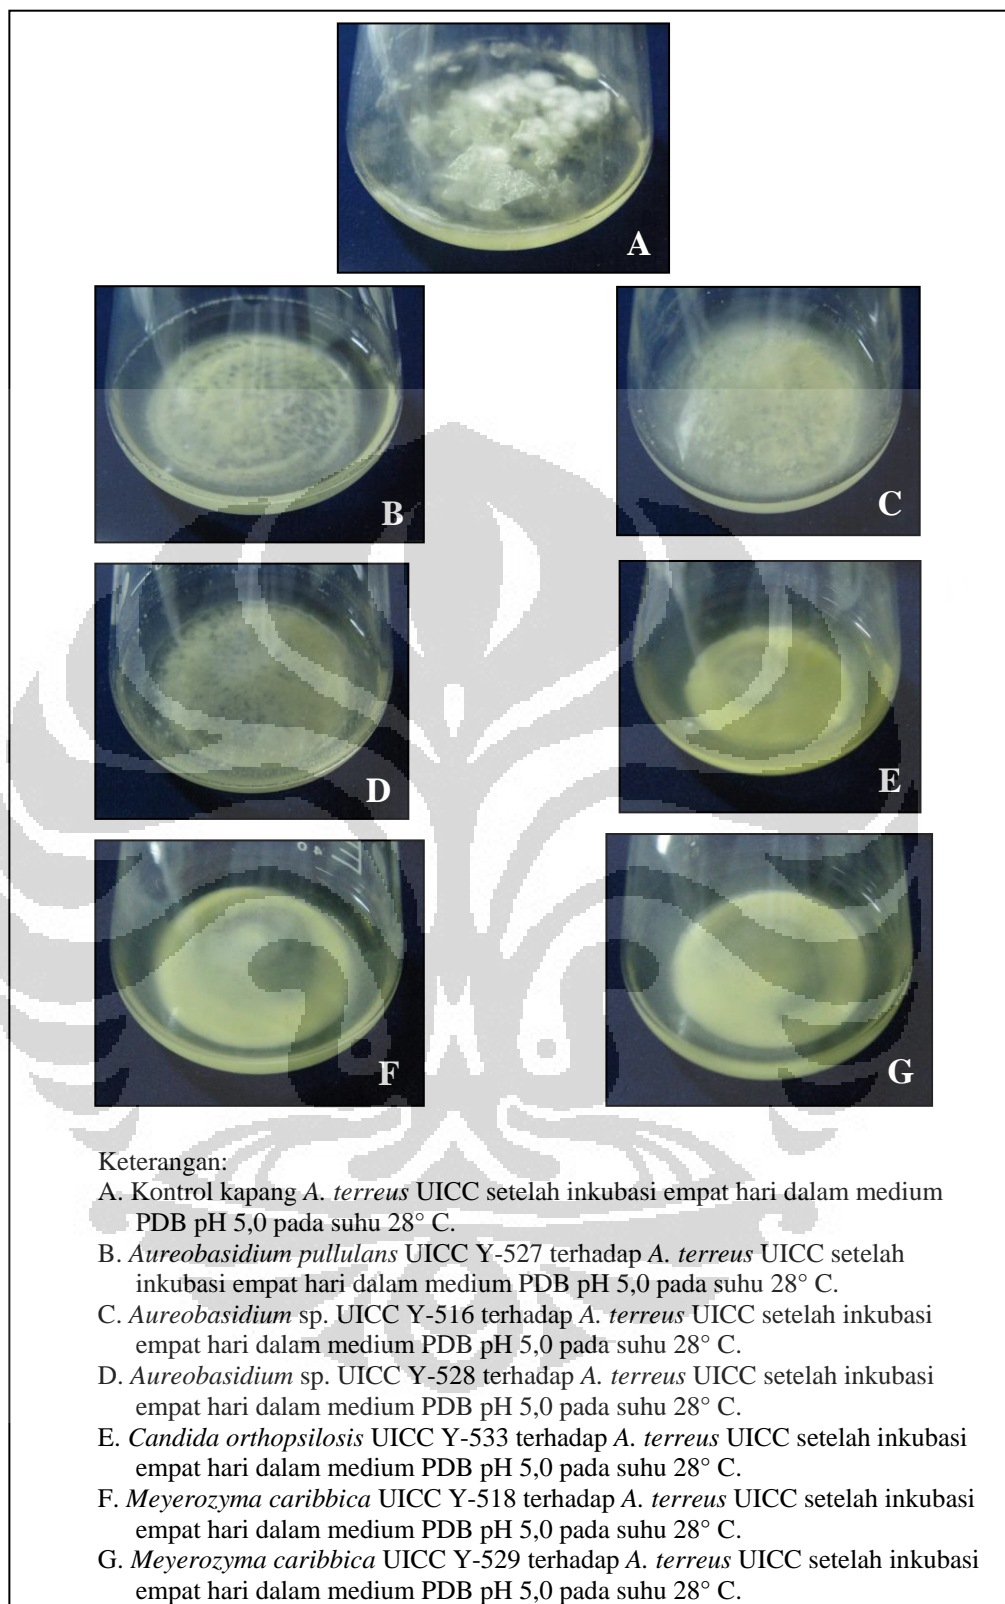 A
B
C
D
E
40
F
G
Keterangan:
A. Kontrol kapang A. terreus UICC setelah inkubasi empat hari dalam medium
PDB pH 5,0 pada suhu 28° C.
B. Aureobasidium pullulans UICC Y-527 terhadap A. terreus UICC setelah
inkubasi empat hari dalam medium PDB pH 5,0 pada suhu 28° C.
C. Aureobasidium sp. UICC Y-516 terhadap A. terreus UICC setelah inkubasi
empat hari dalam medium PDB pH 5,0 pada suhu 28° C.
D. Aureobasidium sp. UICC Y-528 terhadap A. terreus UICC setelah inkubasi
empat hari dalam medium PDB pH 5,0 pada suhu 28° C.
E. Candida orthopsilosis UICC Y-533 terhadap A. terreus UICC setelah inkubasi
empat hari dalam medium PDB pH 5,0 pada suhu 28° C.
F. Meyerozyma caribbica UICC Y-518 terhadap A. terreus UICC setelah inkubasi
empat hari dalam medium PDB pH 5,0 pada suhu 28° C.
G. Meyerozyma caribbica UICC Y-529 terhadap A. terreus UICC setelah inkubasi
empat hari dalam medium PDB pH 5,0 pada suhu 28° C.